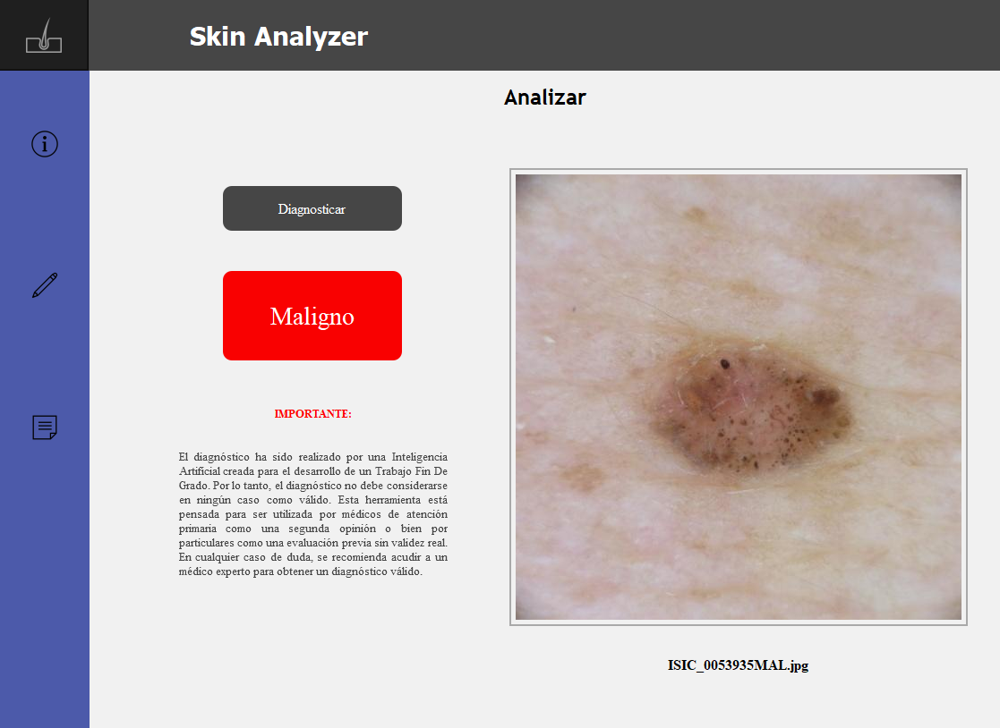 Skin Analyzer
Analizar
Diagnosticar
Maligno
IMPORTANTE:
El diagnóstico ha sido realizado por una Inteligencia
Artificial creada para el desarrollo de un Trabajo Fin De
Grado. Por lo tanto, el diagnóstico no debe considerarse
en ningún caso como válido. Esta herramienta está
pensada para ser utilizada por médicos de atención
primaria como una segunda opinión o bien por
particulares como una evaluación previa sin validez real.
En cualquier caso de duda, se recomienda acudir a un
médico experto para obtener un diagnóstico válido.
ISIC_0053935MAL.jpg